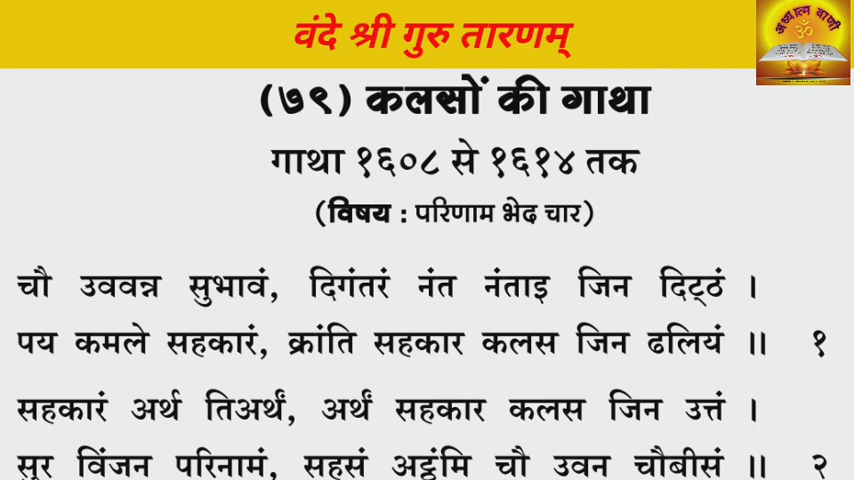 वंदे श्री गुरु तारणम्
अध्यात्म वाणी
ॐ
(७९) कलसों की गाथा
गाथा १६०८ से १६१४ तक
(विषय : परिणाम भेद चार)
चौ उववन्न सुभावं, दिगंतरं नंत नंताइ जिन दिट्ठं ।
पय कमले सहकारं, क्रांति सहकार कलस जिन ढलियं ॥ १
सहकारं अर्थ तिअर्थं, अर्थं सहकार कलस जिन उत्तं ।
सुर विंजन परिनामं, सहसं अट्ठंमि चौ उवन चौबीसं ॥ २